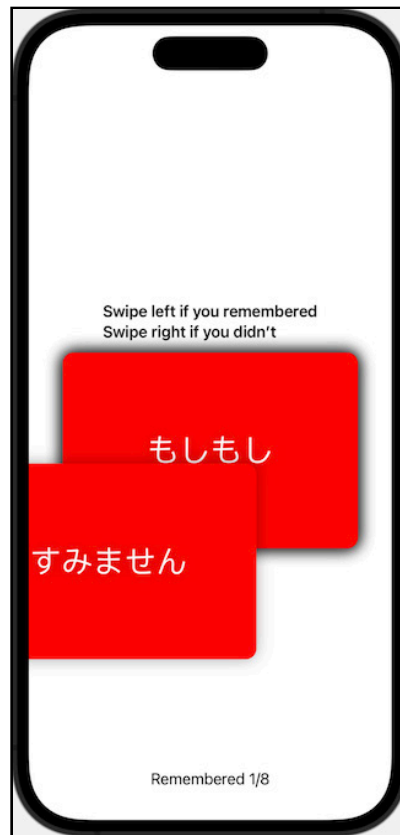 Swipe left if you remembered
Swipe right if you didn't
もしもし
すみません
Remembered 1/8